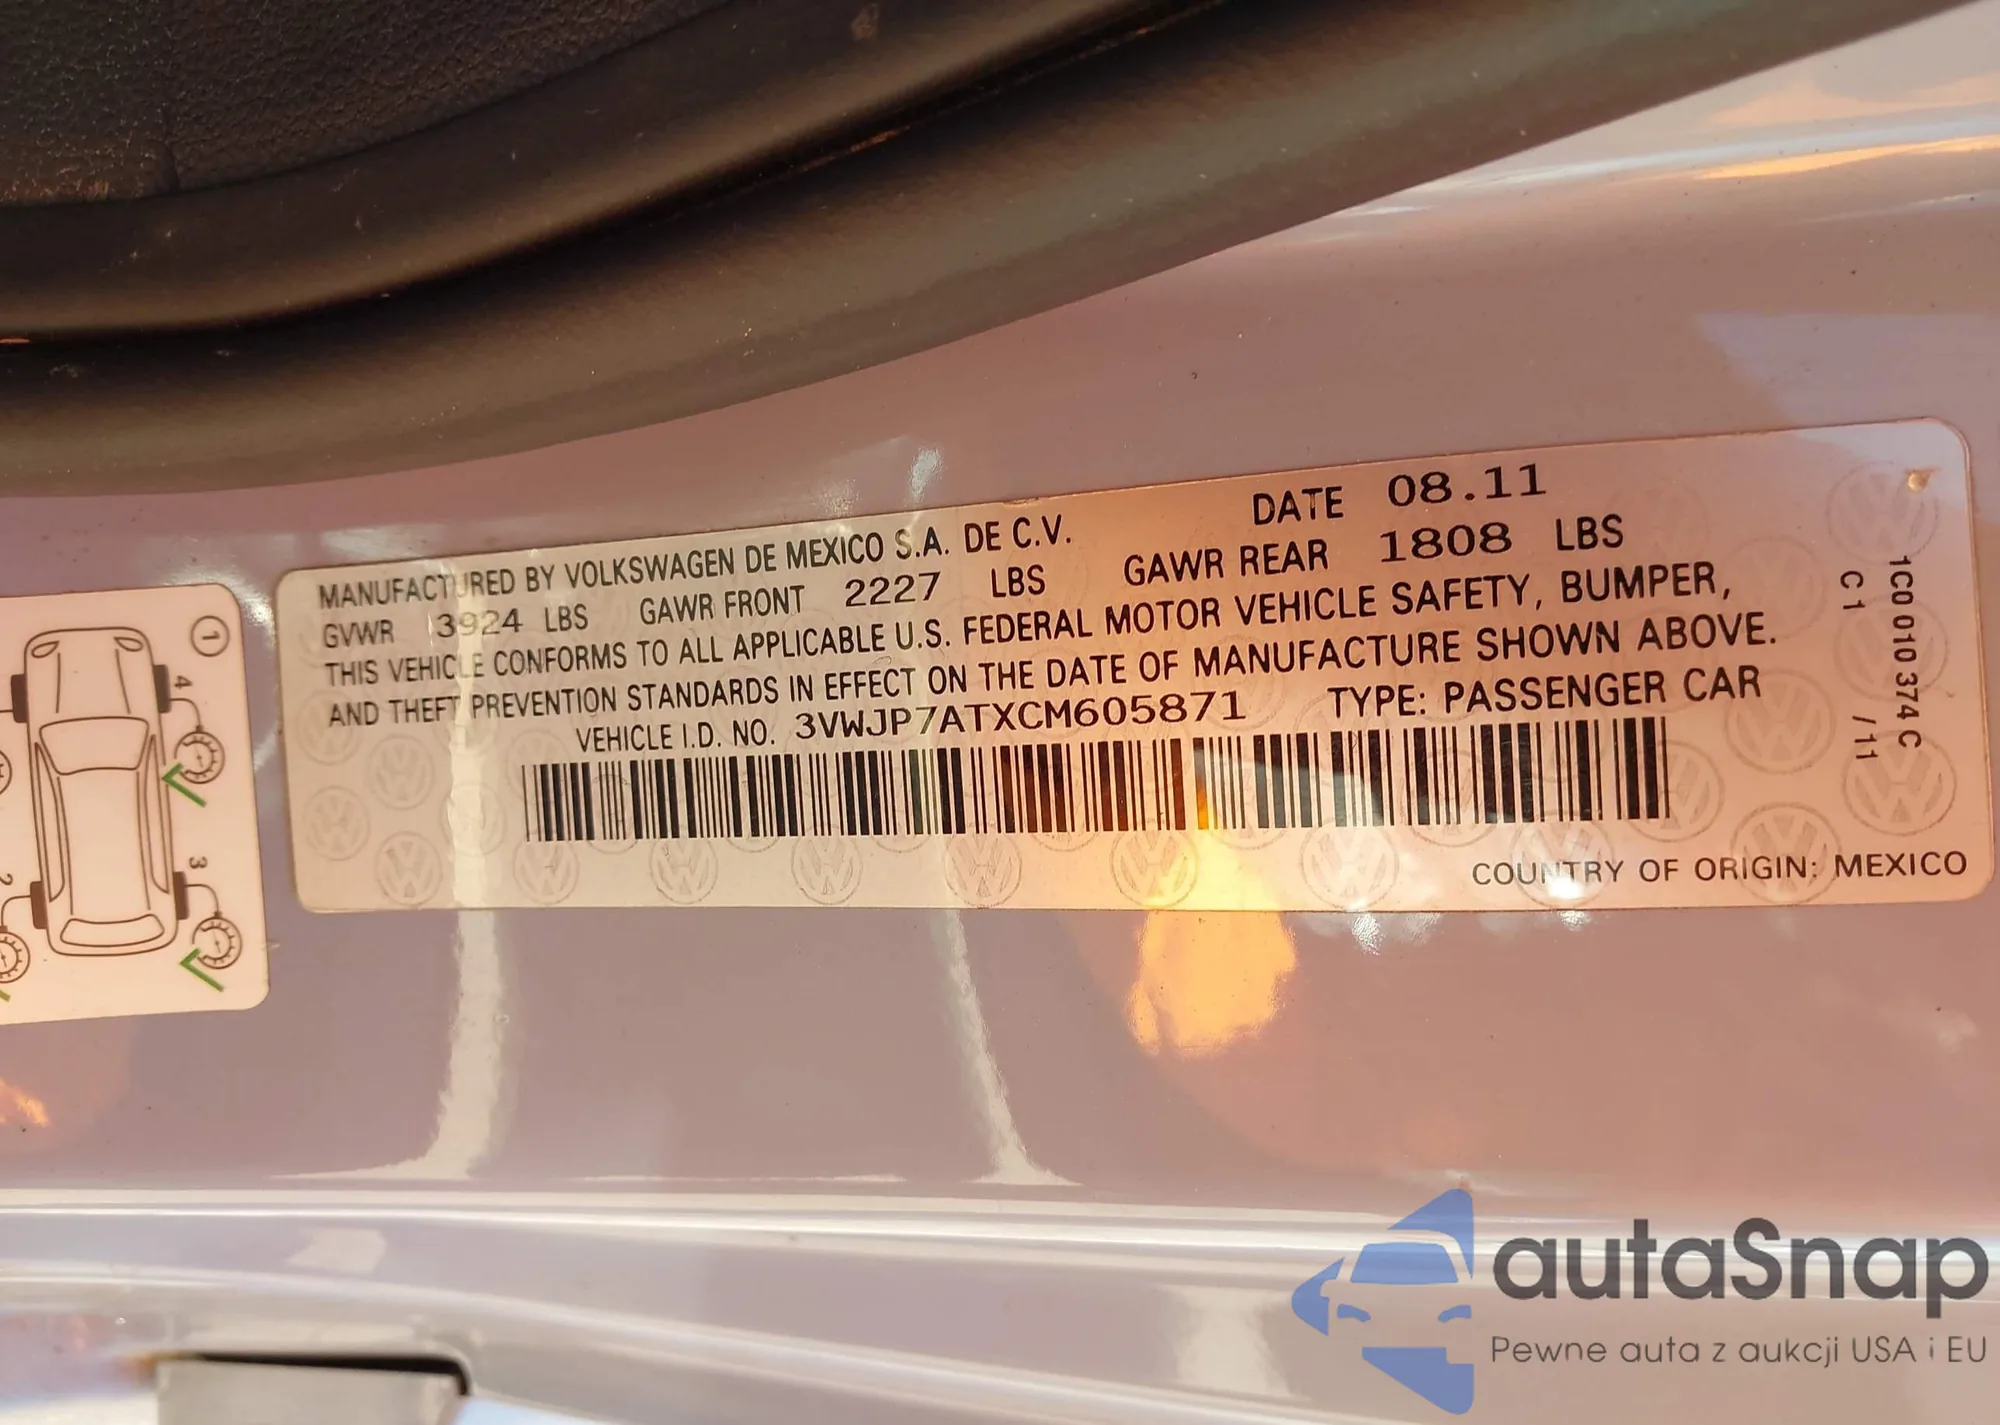 MANUFACTURED BY VOLKSWAGEN DE MEXICO S.A. DE C.V. DATE 08.11
GVWR 3924 LBS GAWR FRONT 2227 LBS GAWR REAR 1808 LBS
THIS VEHICLE CONFORMS TO ALL APPLICABLE U.S. FEDERAL MOTOR VEHICLE SAFETY, BUMPER,
AND THEFT PREVENTION STANDARDS IN EFFECT ON THE DATE OF MANUFACTURE SHOWN ABOVE.
VEHICLE I.D. NO. 3VWJP7ATXCM605871 TYPE: PASSENGER CAR
COUNTRY OF ORIGIN: MEXICO
1C0 010 374 C
C1 /11
1
4
3
2
autaSnap
Pewne auta z aukcji USA i EU